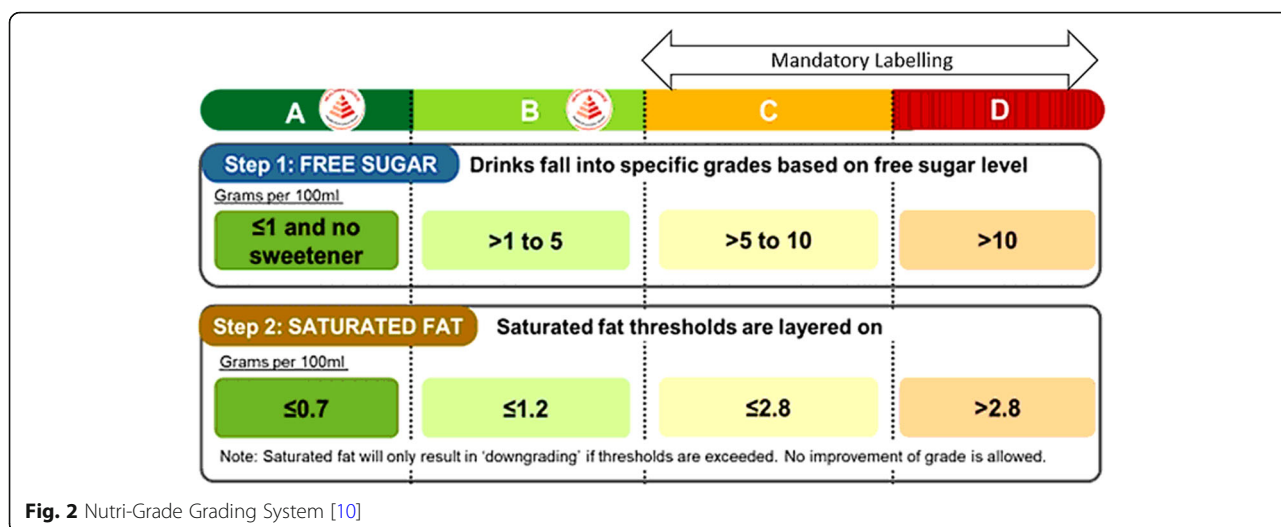 Mandatory Labelling
A B C D
Step 1: FREE SUGAR Drinks fall into specific grades based on free sugar level
Grams per 100ml
≤1 and no
sweetener
>1 to 5
>5 to 10
>10
Step 2: SATURATED FAT Saturated fat thresholds are layered on
Grams per 100ml
≤0.7
≤1.2
≤2.8
>2.8
Note: Saturated fat will only result in 'downgrading' if thresholds are exceeded. No improvement of grade is allowed.
Fig. 2 Nutri-Grade Grading System [10]